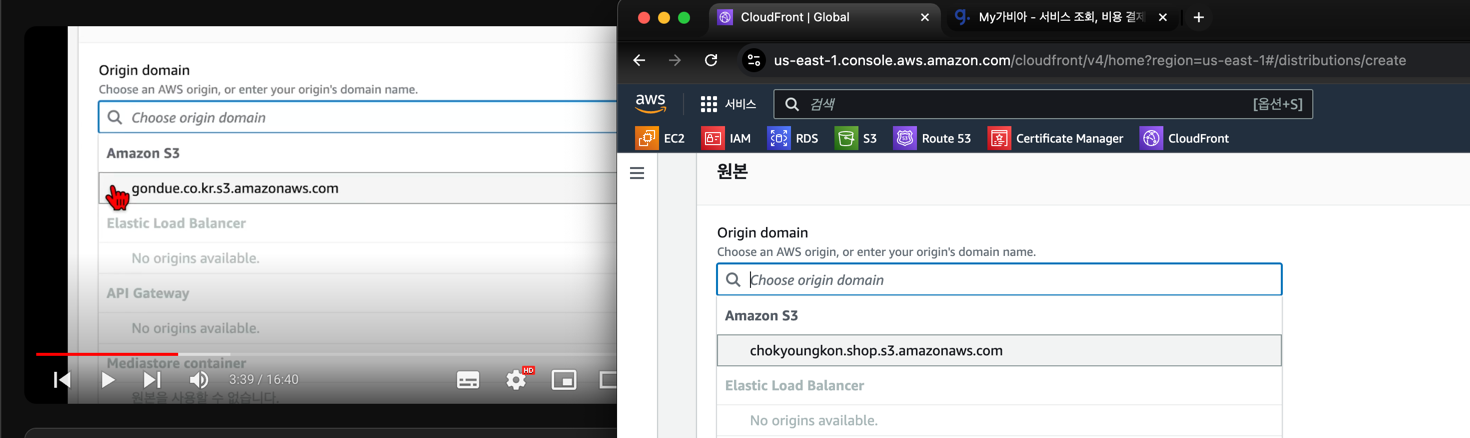 Origin domain
Choose an AWS origin, or enter your origin's domain name.
Choose origin domain
Amazon S3
gondue.co.kr.s3.amazonaws.com
Elastic Load Balancer
No origins available.
API Gateway
No origins available.
Mediastore container
원본을 사용할 수 없습니다.
3:39 / 16:40
HD
CloudFront | Global
g.
My가비아 - 서비스 조회, 비용 결제
us-east-1.console.aws.amazon.com/cloudfront/v4/home?region=us-east-1#/distributions/create
aws
서비스
검색
[옵션+S]
EC2
IAM
RDS
S3
Route 53
Certificate Manager
CloudFront
원본
Origin domain
Choose an AWS origin, or enter your origin's domain name.
Choose origin domain
Amazon S3
chokyoungkon.shop.s3.amazonaws.com
Elastic Load Balancer
No origins available.